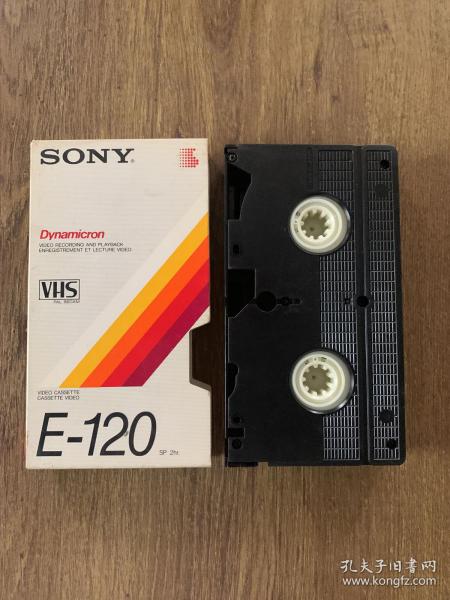 SONY®
Dynamicron
VIDEO RECORDING AND PLAYBACK
ENREGISTREMENT ET LECTURE VIDEO
VHS
PAL SECAM
VIDEO CASSETTE
CASSETTE VIDEO
E-120
SP 2hr.
孔夫子旧书网
www.kongfz.com